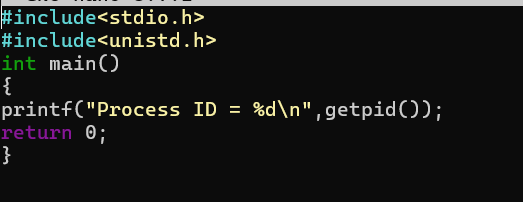 #include<stdio.h>
#include<unistd.h>
int main()
{
printf("Process ID = %d\n",getpid());
return 0;
}